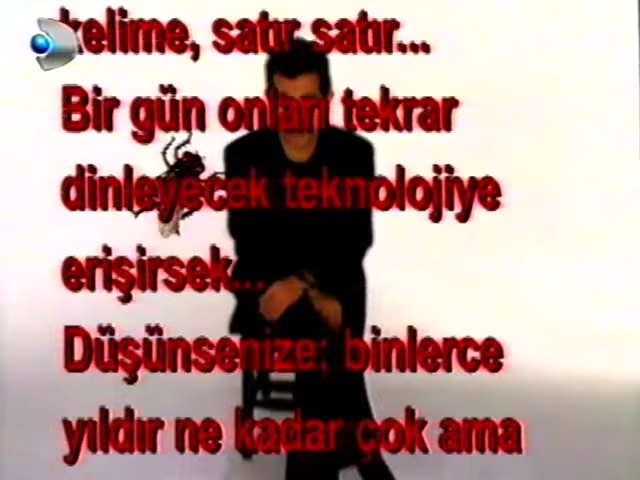 kelime, satır satır...
Bir gün onları tekrar
dinleyecek teknolojiye
erişirsek...
Düşünsenize; binlerce
yıldır ne kadar çok ama